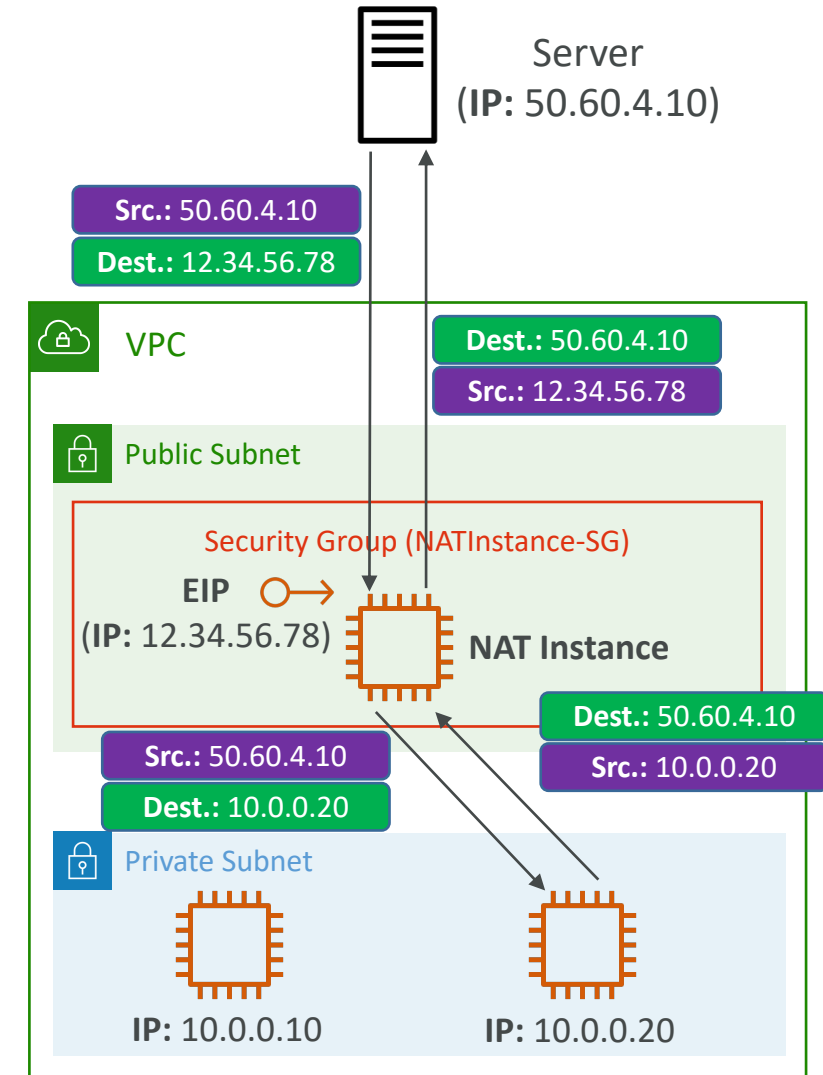 Server
(IP: 50.60.4.10)
Src.: 50.60.4.10
Dest.: 12.34.56.78
VPC
Dest.: 50.60.4.10
Src.: 12.34.56.78
Public Subnet
Security Group (NATInstance-SG)
EIP
(IP: 12.34.56.78)
NAT Instance
Dest.: 50.60.4.10
Src.: 10.0.0.20
Src.: 50.60.4.10
Dest.: 10.0.0.20
Private Subnet
IP: 10.0.0.10
IP: 10.0.0.20